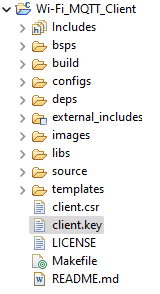 Wi-Fi_MQTT_Client
Includes
bsps
build
configs
deps
external_includes
images
libs
source
templates
client.csr
client.key
LICENSE
Makefile
README.md